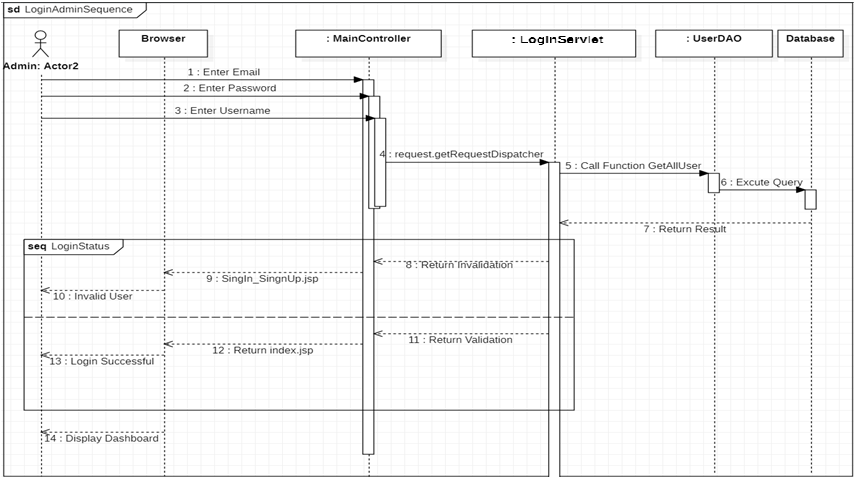 sd LoginAdminSequence
Browser
: MainController
: LoginServlet
: UserDAO
Database
Admin: Actor2
1 : Enter Email
2 : Enter Password
3 : Enter Username
4 : request.getRequestDispatcher
5 : Call Function GetAllUser
6 : Excute Query
7 : Return Result
seq LoginStatus
8 : Return Invalidation
9 : SingIn_SingnUp.jsp
10 : Invalid User
11 : Return Validation
12 : Return index.jsp
13 : Login Successful
14 : Display Dashboard